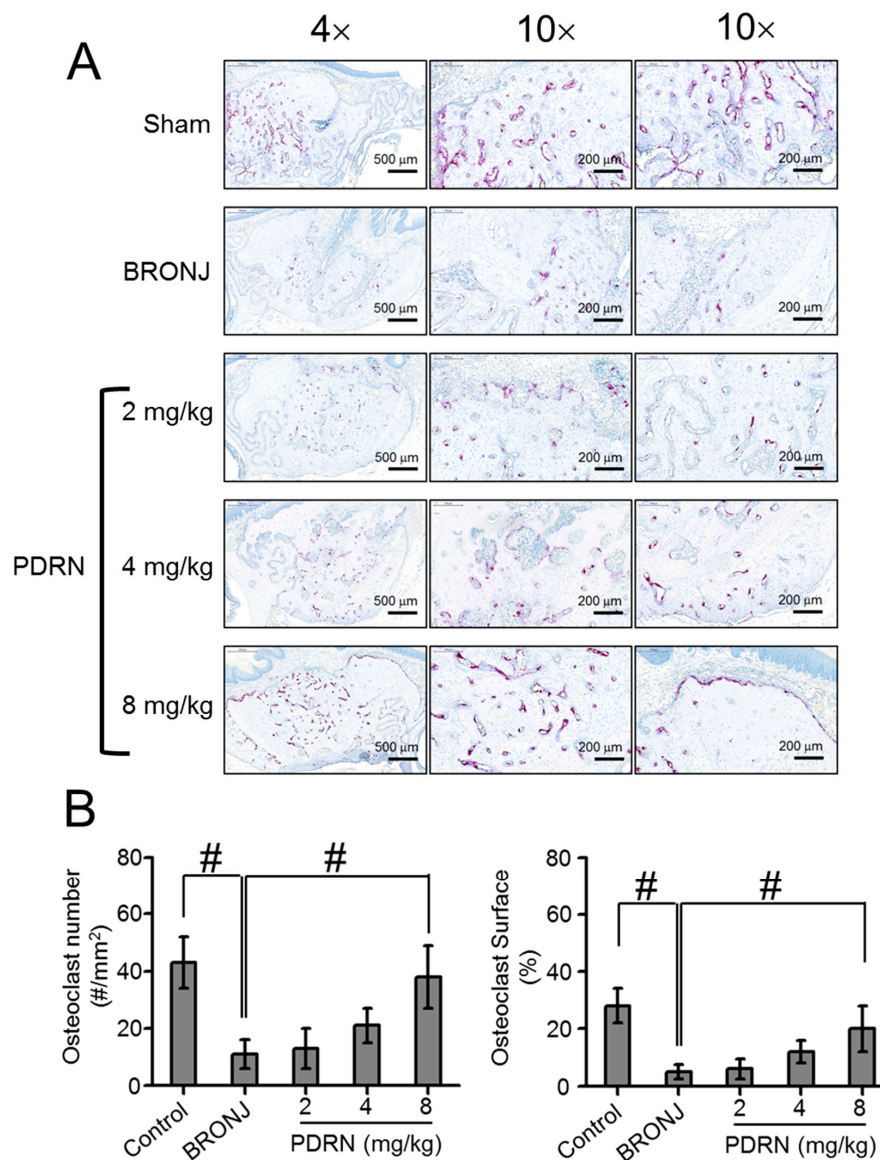 4× 10× 10×
A
Sham
500 μm 200 μm 200 μm
BRONJ
500 μm 200 μm 200 μm
PDRN
2 mg/kg
500 μm 200 μm 200 μm
4 mg/kg
500 μm 200 μm 200 μm
8 mg/kg
500 μm 200 μm 200 μm
B
Osteoclast number
(#/mm²)
80
60
40
20
0
# #
Control BRONJ 2 4 8
PDRN (mg/kg)
Osteoclast Surface
(%)
80
60
40
20
0
# #
Control BRONJ 2 4 8
PDRN (mg/kg)